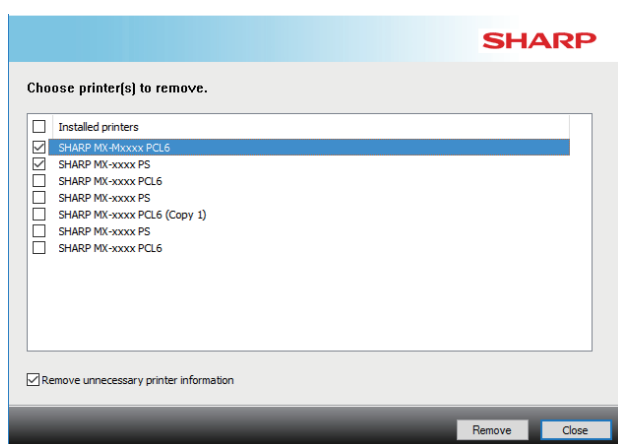 SHARP
Choose printer(s) to remove.
Installed printers
SHARP MX-Mxxxx PCL6
SHARP MX-xxxx PS
SHARP MX-xxxx PCL6
SHARP MX-xxxx PS
SHARP MX-xxxx PCL6 (Copy 1)
SHARP MX-xxxx PS
SHARP MX-xxxx PCL6
Remove unnecessary printer information
Remove Close